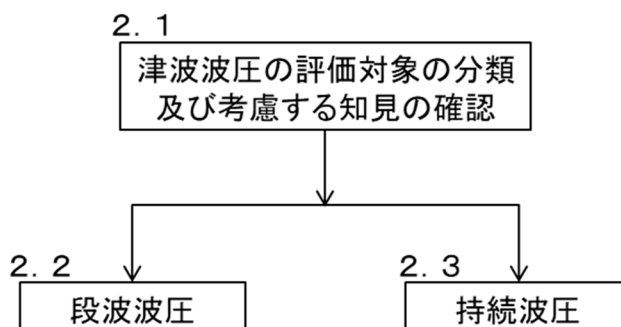 ２．１
津波波圧の評価対象の分類
及び考慮する知見の確認
２．２
段波波圧
２．３
持続波圧